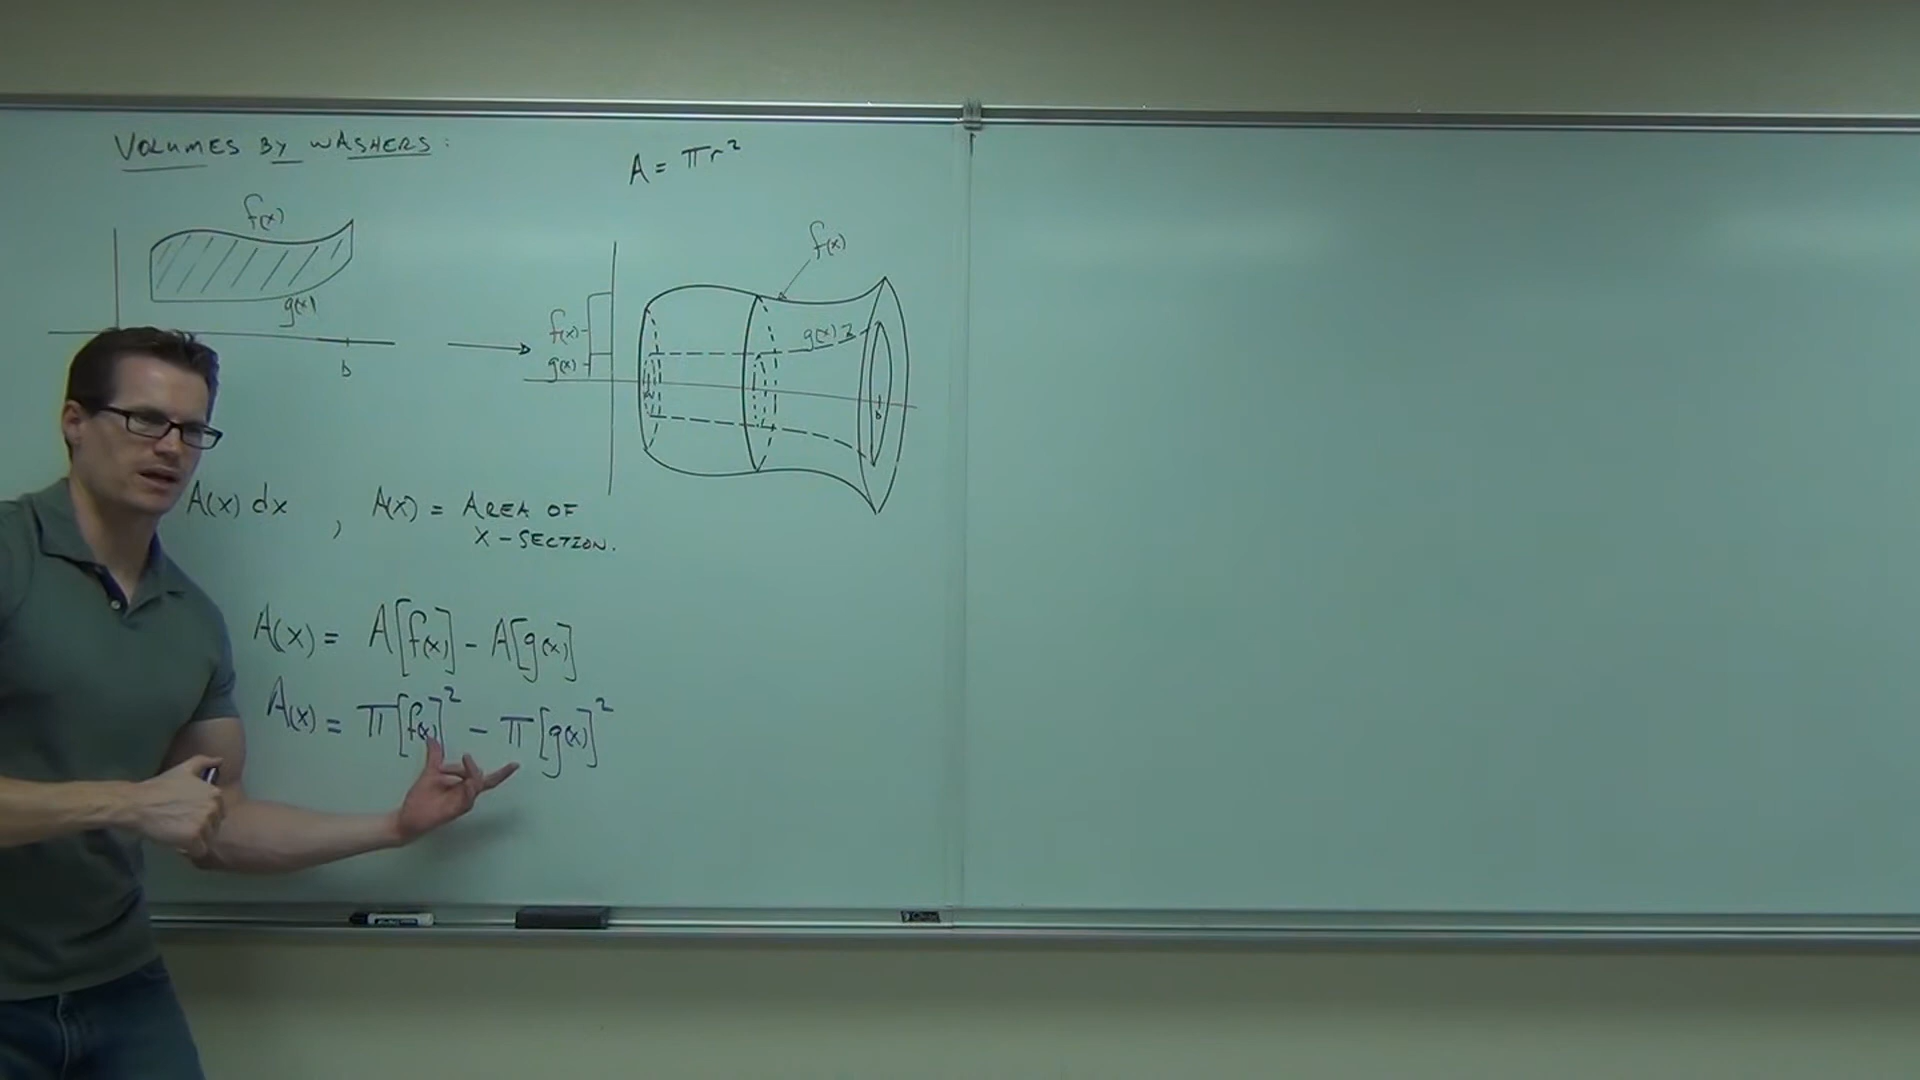 VOLUMES BY WASHERS:
A = πr²
f(x)
g(x)
b
f(x)
f(x)
g(x)
g(x)
b
A(x) dx , A(x) = AREA OF
X-SECTION.
A(x) = A[f(x)] - A[g(x)]
A(x) = π[f(x)]² - π[g(x)]²